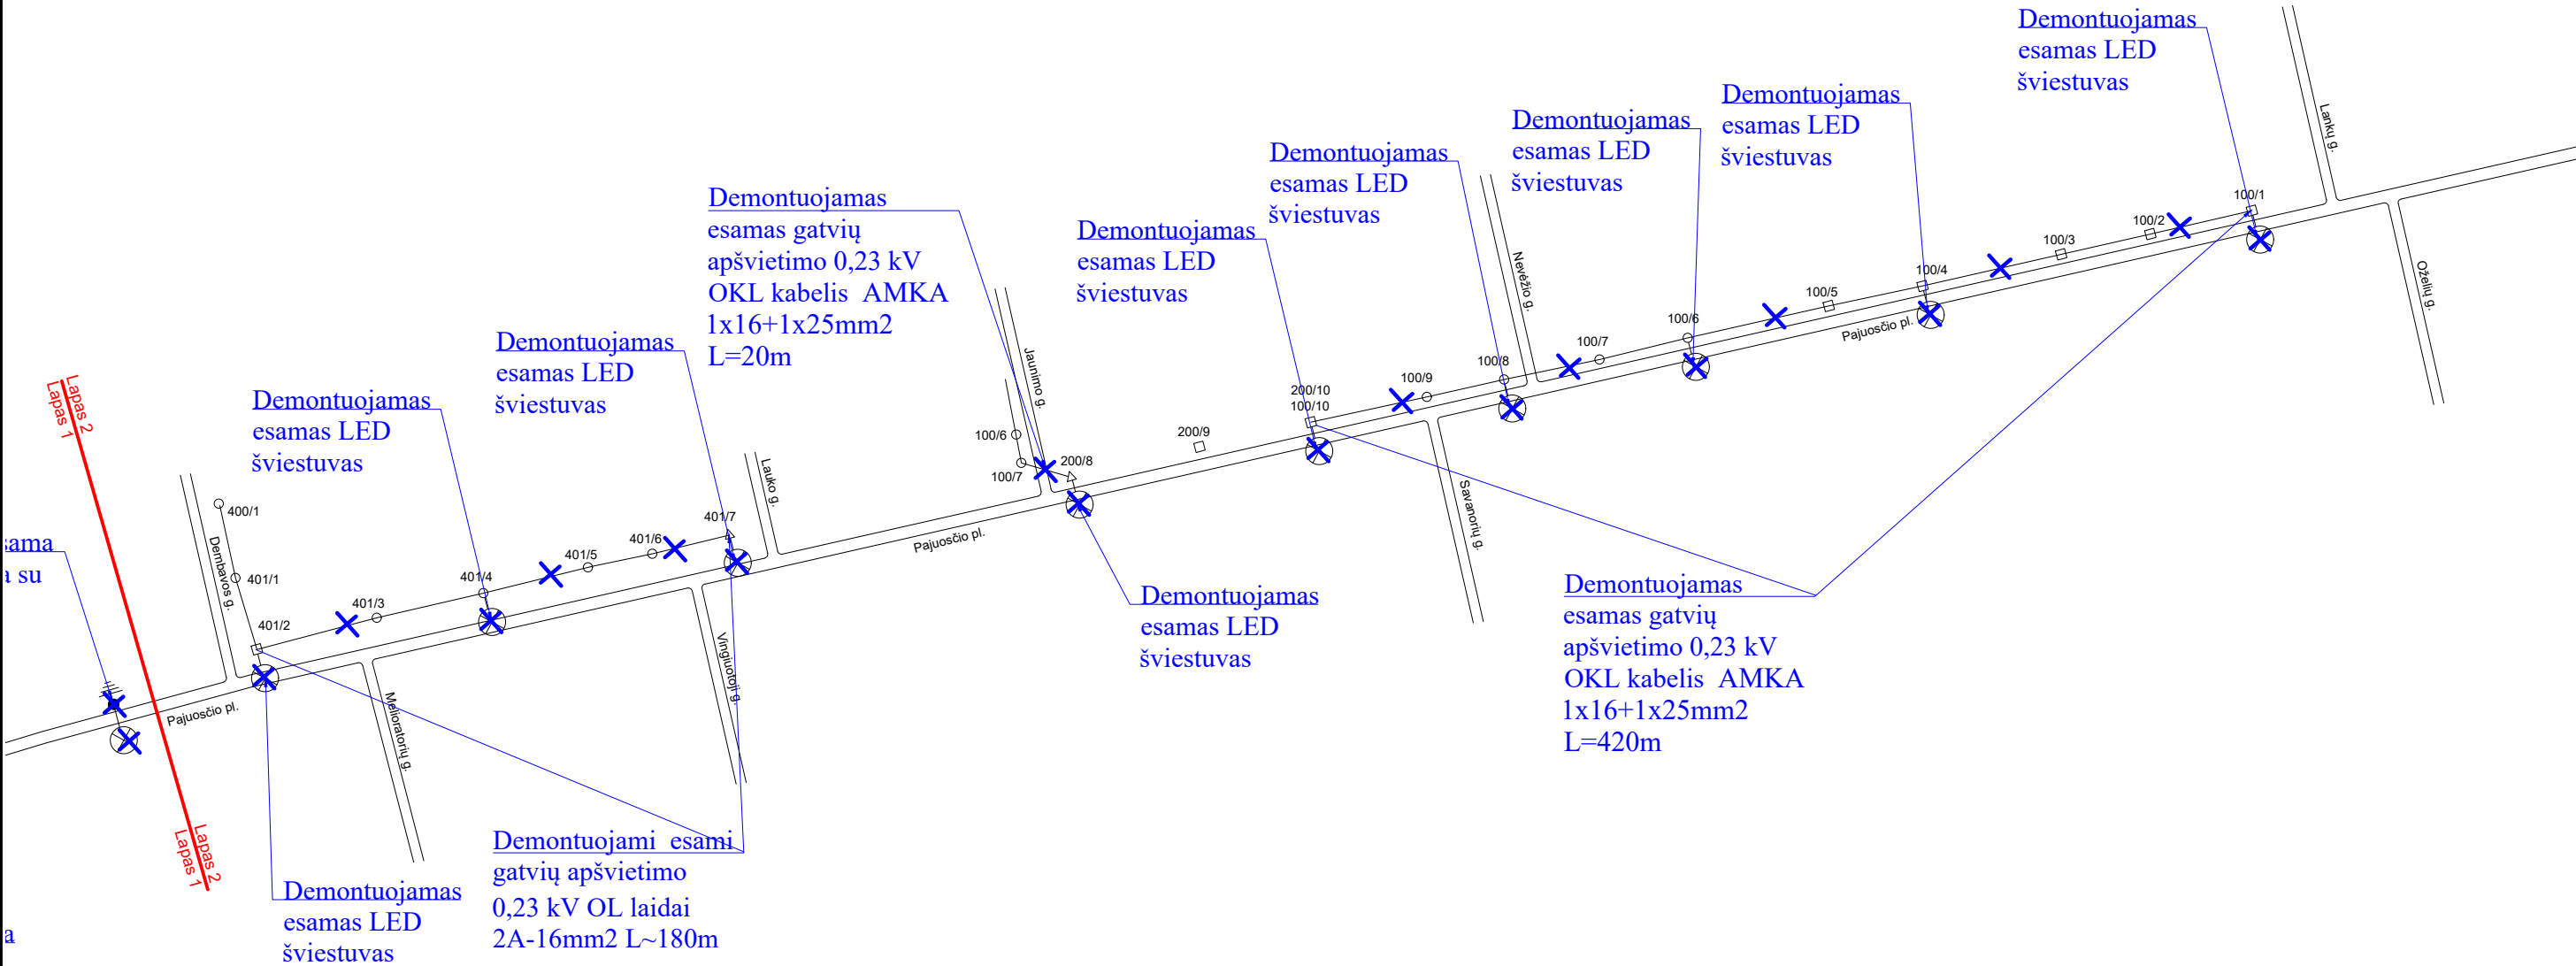 Demontuojamas
esamas LED
šviestuvas
Lankų g.
Demontuojamas
esamas LED
šviestuvas
Demontuojamas
esamas LED
šviestuvas
Demontuojamas
esamas LED
šviestuvas
Demontuojamas
esamas gatvių
apšvietimo 0,23 kV
OKL kabelis AMKA
1x16+1x25mm2
L=20m
Demontuojamas
esamas LED
šviestuvas
Demontuojamas
esamas LED
šviestuvas
Demontuojamas
esamas LED
šviestuvas
100/1
100/2
100/3
100/4
100/5
100/6
100/7
100/8
100/9
200/10
100/10
200/9
200/8
100/6
100/7
Nevėžio g.
Oželių g.
Pajuosčio pl.
Jaunimo g.
Savanorių g.
Lauko g.
Pajuosčio pl.
Lapas 2
Lapas 1
400/1
401/1
401/2
401/3
401/4
401/5
401/6
401/7
Dembavos g.
Pajuosčio pl.
Melioratorių g.
Vingiuotoji g.
sama
a su
Demontuojamas
esamas LED
šviestuvas
Demontuojamas
esamas gatvių
apšvietimo 0,23 kV
OKL kabelis AMKA
1x16+1x25mm2
L=420m
Lapas 2
Lapas 1
Demontuojami esami
gatvių apšvietimo
0,23 kV OL laidai
2A-16mm2 L~180m
Demontuojamas
esamas LED
šviestuvas
a